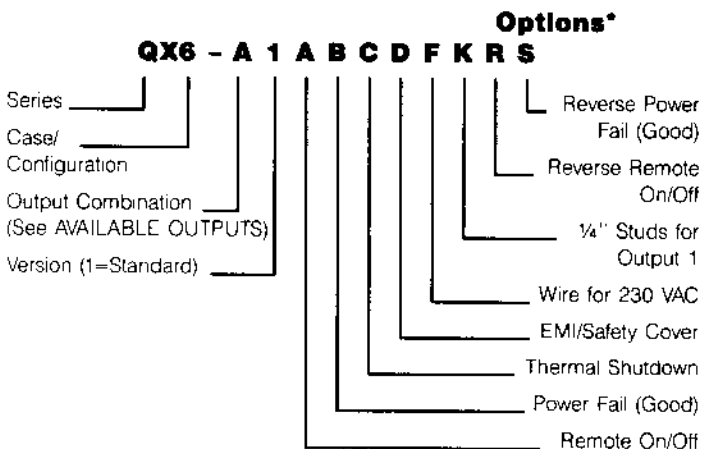 Options*
QX6 - A 1 A B C D F K R S
Series
Case/
Configuration
Output Combination
(See AVAILABLE OUTPUTS)
Version (1=Standard)
Reverse Power
Fail (Good)
Reverse Remote
On/Off
1/4'' Studs for
Output 1
Wire for 230 VAC
EMI/Safety Cover
Thermal Shutdown
Power Fail (Good)
Remote On/Off